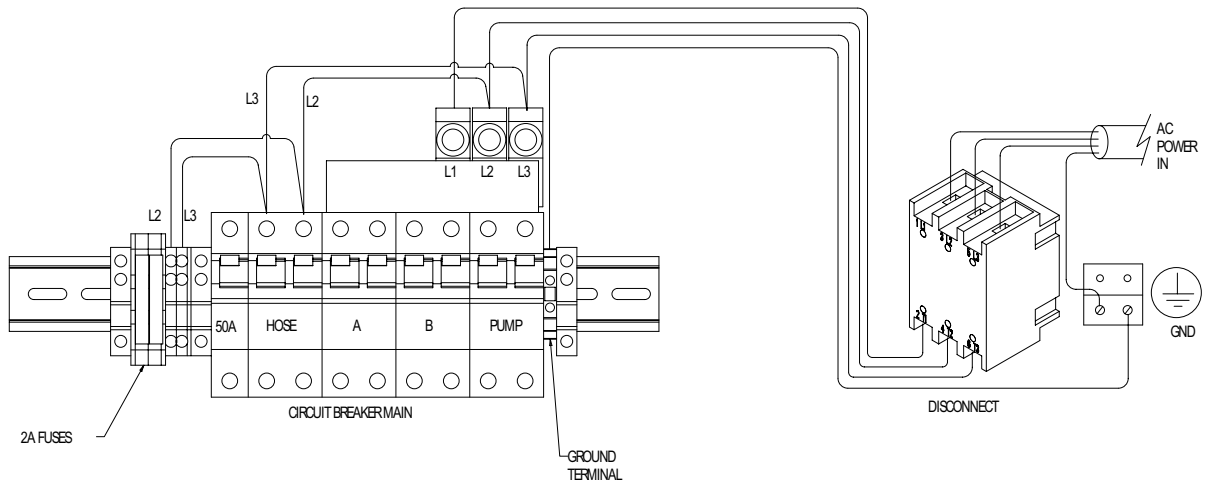 L3
L2
L1
L2
L3
L2
L3
AC
POWER
IN
GND
50A
HOSE
A
B
PUMP
CIRCUIT BREAKER MAIN
DISCONNECT
2A FUSES
GROUND
TERMINAL